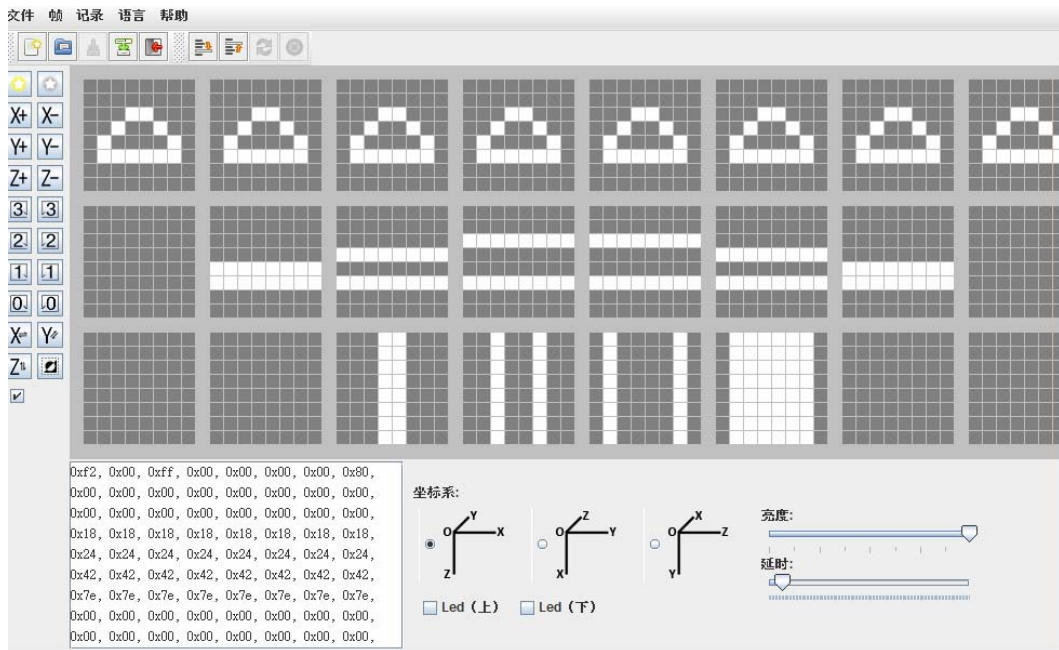 文件 帧 记录 语言 帮助
X+ X-
Y+ Y-
Z+ Z-
3 3
2 2
1 1
0 0
X Y
Z
0xf2, 0x00, 0xff, 0x00, 0x00, 0x00, 0x00, 0x80,
0x00, 0x00, 0x00, 0x00, 0x00, 0x00, 0x00, 0x00,
0x00, 0x00, 0x00, 0x00, 0x00, 0x00, 0x00, 0x00,
0x18, 0x18, 0x18, 0x18, 0x18, 0x18, 0x18, 0x18,
0x24, 0x24, 0x24, 0x24, 0x24, 0x24, 0x24, 0x24,
0x42, 0x42, 0x42, 0x42, 0x42, 0x42, 0x42, 0x42,
0x7e, 0x7e, 0x7e, 0x7e, 0x7e, 0x7e, 0x7e, 0x7e,
0x00, 0x00, 0x00, 0x00, 0x00, 0x00, 0x00, 0x00,
0x00, 0x00, 0x00, 0x00, 0x00, 0x00, 0x00, 0x00,
坐标系:
Y
O X
Z
Z
O Y
X
X
O Z
Y
Led (上) Led (下)
亮度:
延时: